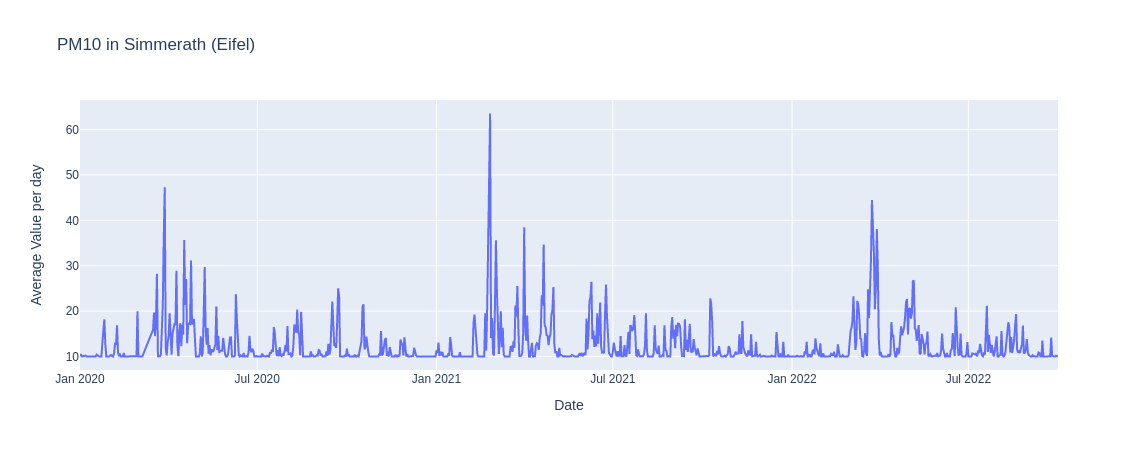 PM10 in Simmerath (Eifel)
60
50
40
30
20
10
Average Value per day
Jan 2020
Jul 2020
Jan 2021
Jul 2021
Jan 2022
Jul 2022
Date